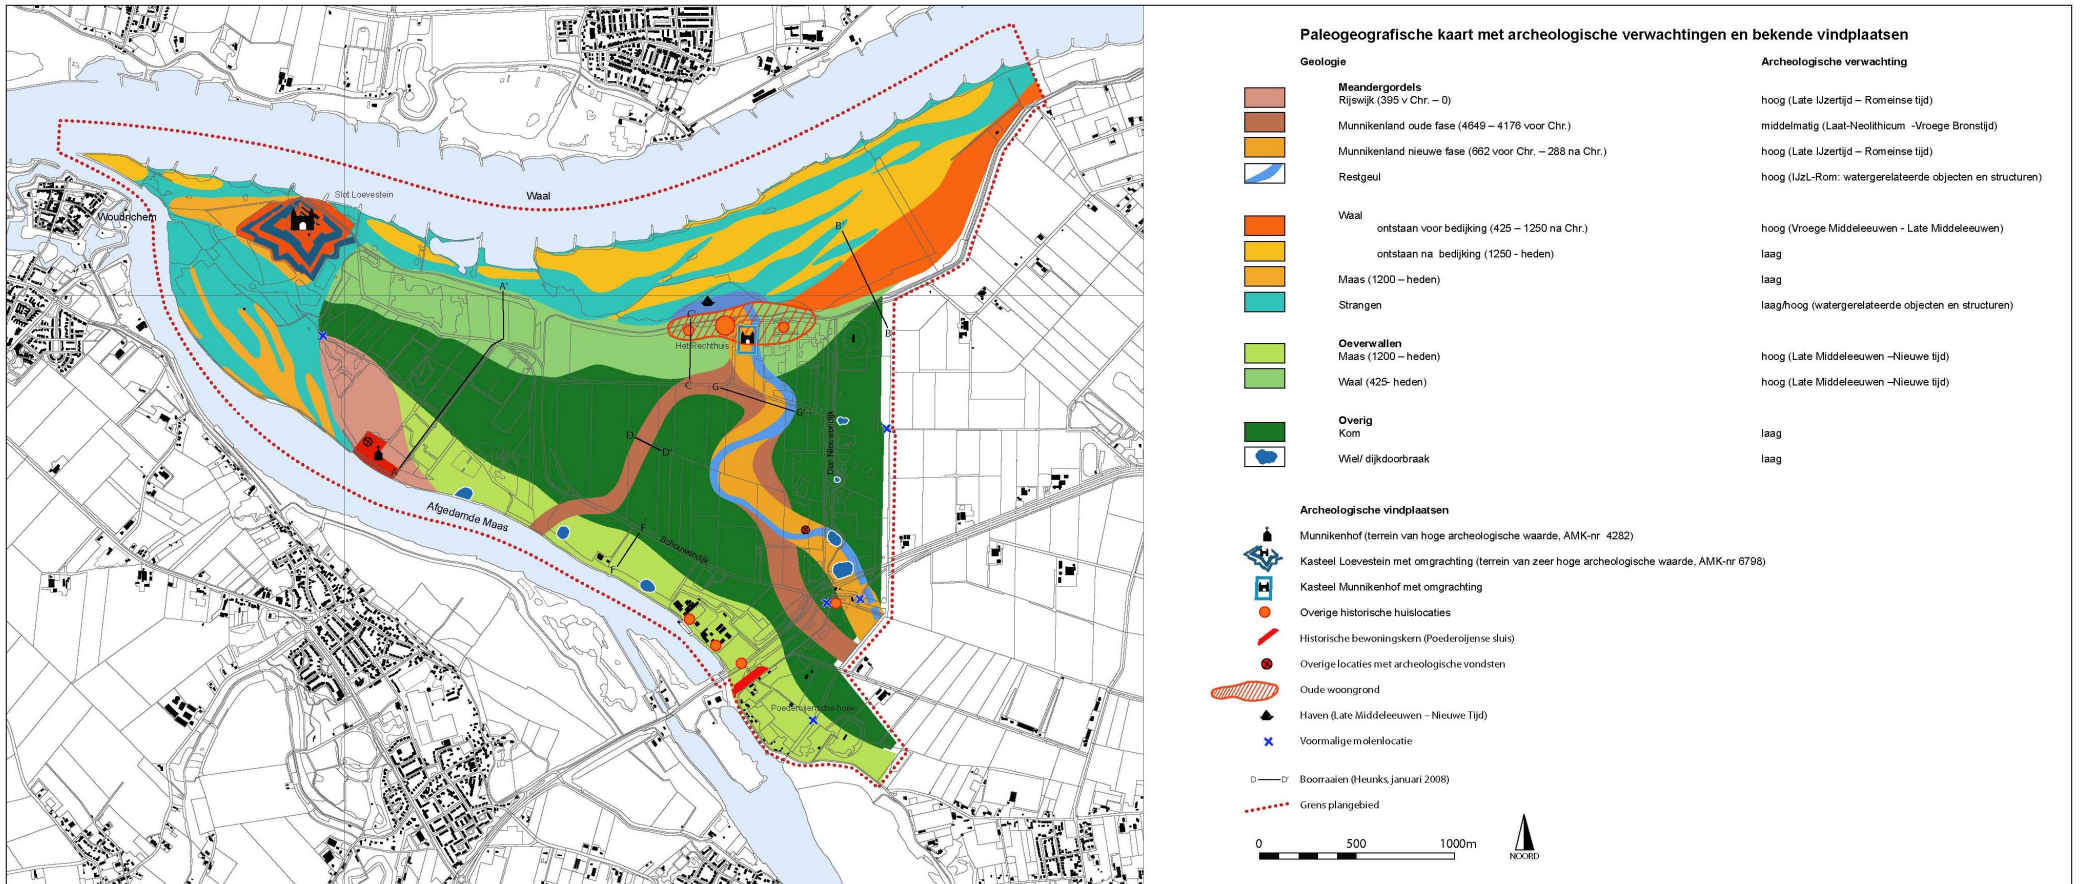 Waal
Slot Loevestein
Woudrichem
B'
A'
C'
B
Het Rechthuis
C
G
G'
D
D'
Den Nieuwendijk
A
Afgedamde Maas
F'
Schouwendijk
F
Poederoijensche hoek
Paleogeografische kaart met archeologische verwachtingen en bekende vindplaatsen
Geologie Archeologische verwachting
Meandergordels
Rijswijk (395 v Chr. – 0) hoog (Late IJzertijd – Romeinse tijd)
Munnikenland oude fase (4649 – 4176 voor Chr.) middelmatig (Laat-Neolithicum -Vroege Bronstijd)
Munnikenland nieuwe fase (662 voor Chr. – 288 na Chr.) hoog (Late IJzertijd – Romeinse tijd)
Restgeul hoog (IJzL-Rom: watergerelateerde objecten en structuren)
Waal
ontstaan voor bedijking (425 – 1250 na Chr.) hoog (Vroege Middeleeuwen - Late Middeleeuwen)
ontstaan na bedijking (1250 - heden) laag
Maas (1200 – heden) laag
Strangen laag/hoog (watergerelateerde objecten en structuren)
Oeverwallen
Maas (1200 – heden) hoog (Late Middeleeuwen –Nieuwe tijd)
Waal (425- heden) hoog (Late Middeleeuwen –Nieuwe tijd)
Overig
Kom laag
Wiel/ dijkdoorbraak laag
Archeologische vindplaatsen
Munnikenhof (terrein van hoge archeologische waarde, AMK-nr 4282)
Kasteel Loevestein met omgrachting (terrein van zeer hoge archeologische waarde, AMK-nr 6798)
Kasteel Munnikenhof met omgrachting
Overige historische huislocaties
Historische bewoningskern (Poederoijense sluis)
Overige locaties met archeologische vondsten
Oude woongrond
Haven (Late Middeleeuwen – Nieuwe Tijd)
Voormalige molenlocatie
D D' Boorraaien (Heunks, januari 2008)
Grens plangebied
0 500 1000m
NOORD